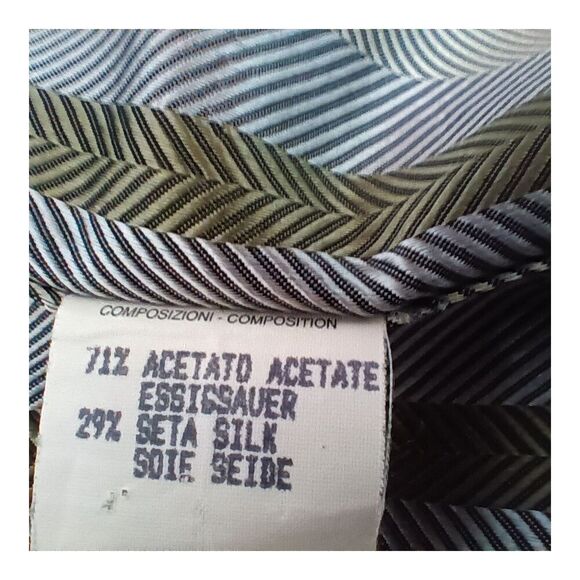 COMPOSIZIONI - COMPOSITION
71% ACETATO ACETATE
ESSIGSAUER
29% SETA SILK
SOIE SEIDE